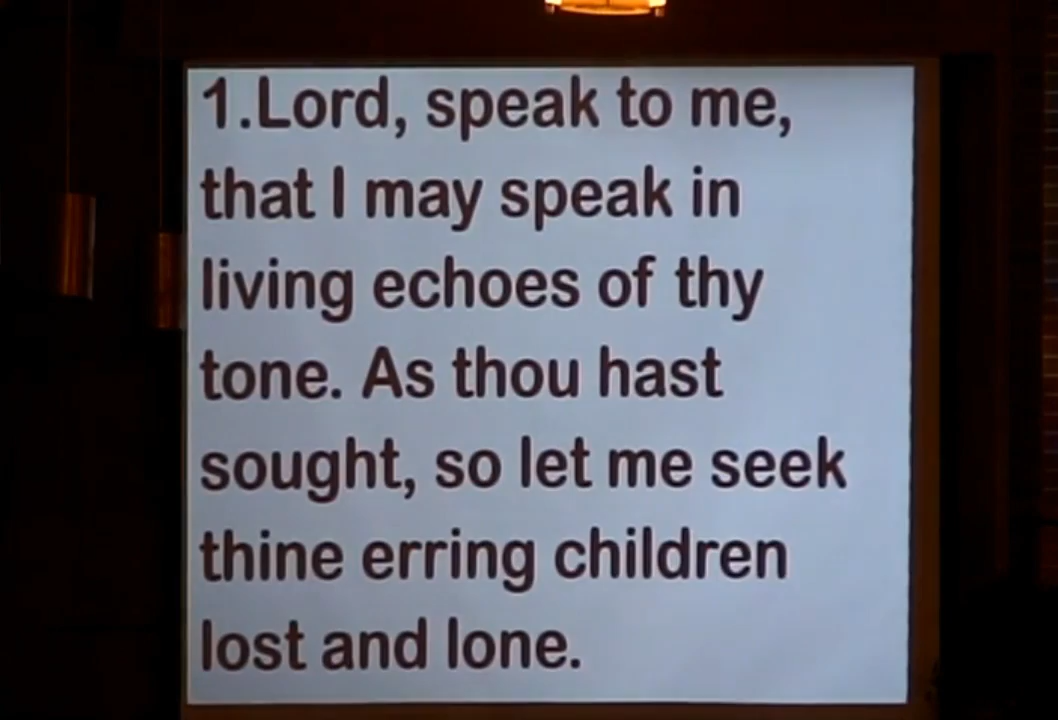 1.Lord, speak to me,
that I may speak in
living echoes of thy
tone. As thou hast
sought, so let me seek
thine erring children
lost and lone.